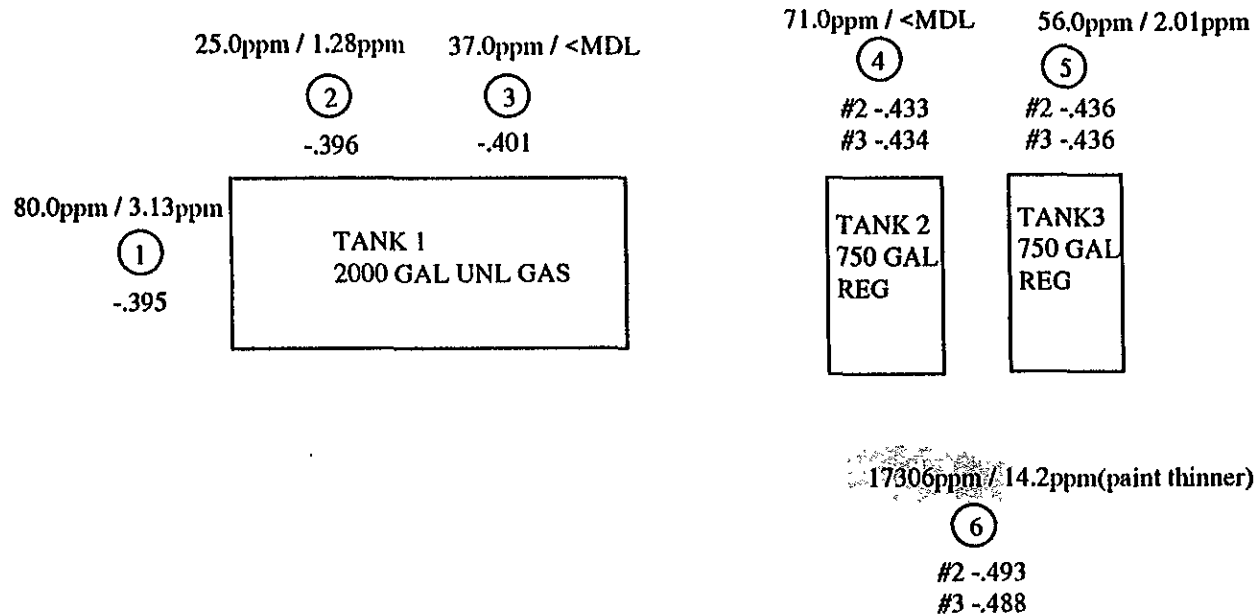 25.0ppm / 1.28ppm
37.0ppm / <MDL
2
3
-.396
-.401
80.0ppm / 3.13ppm
1
-.395
TANK 1
2000 GAL UNL GAS
71.0ppm / <MDL
56.0ppm / 2.01ppm
4
5
#2 -.433
#3 -.434
#2 -.436
#3 -.436
TANK 2
750 GAL
REG
TANK3
750 GAL
REG
17306ppm / 14.2ppm(paint thinner)
6
#2 -.493
#3 -.488